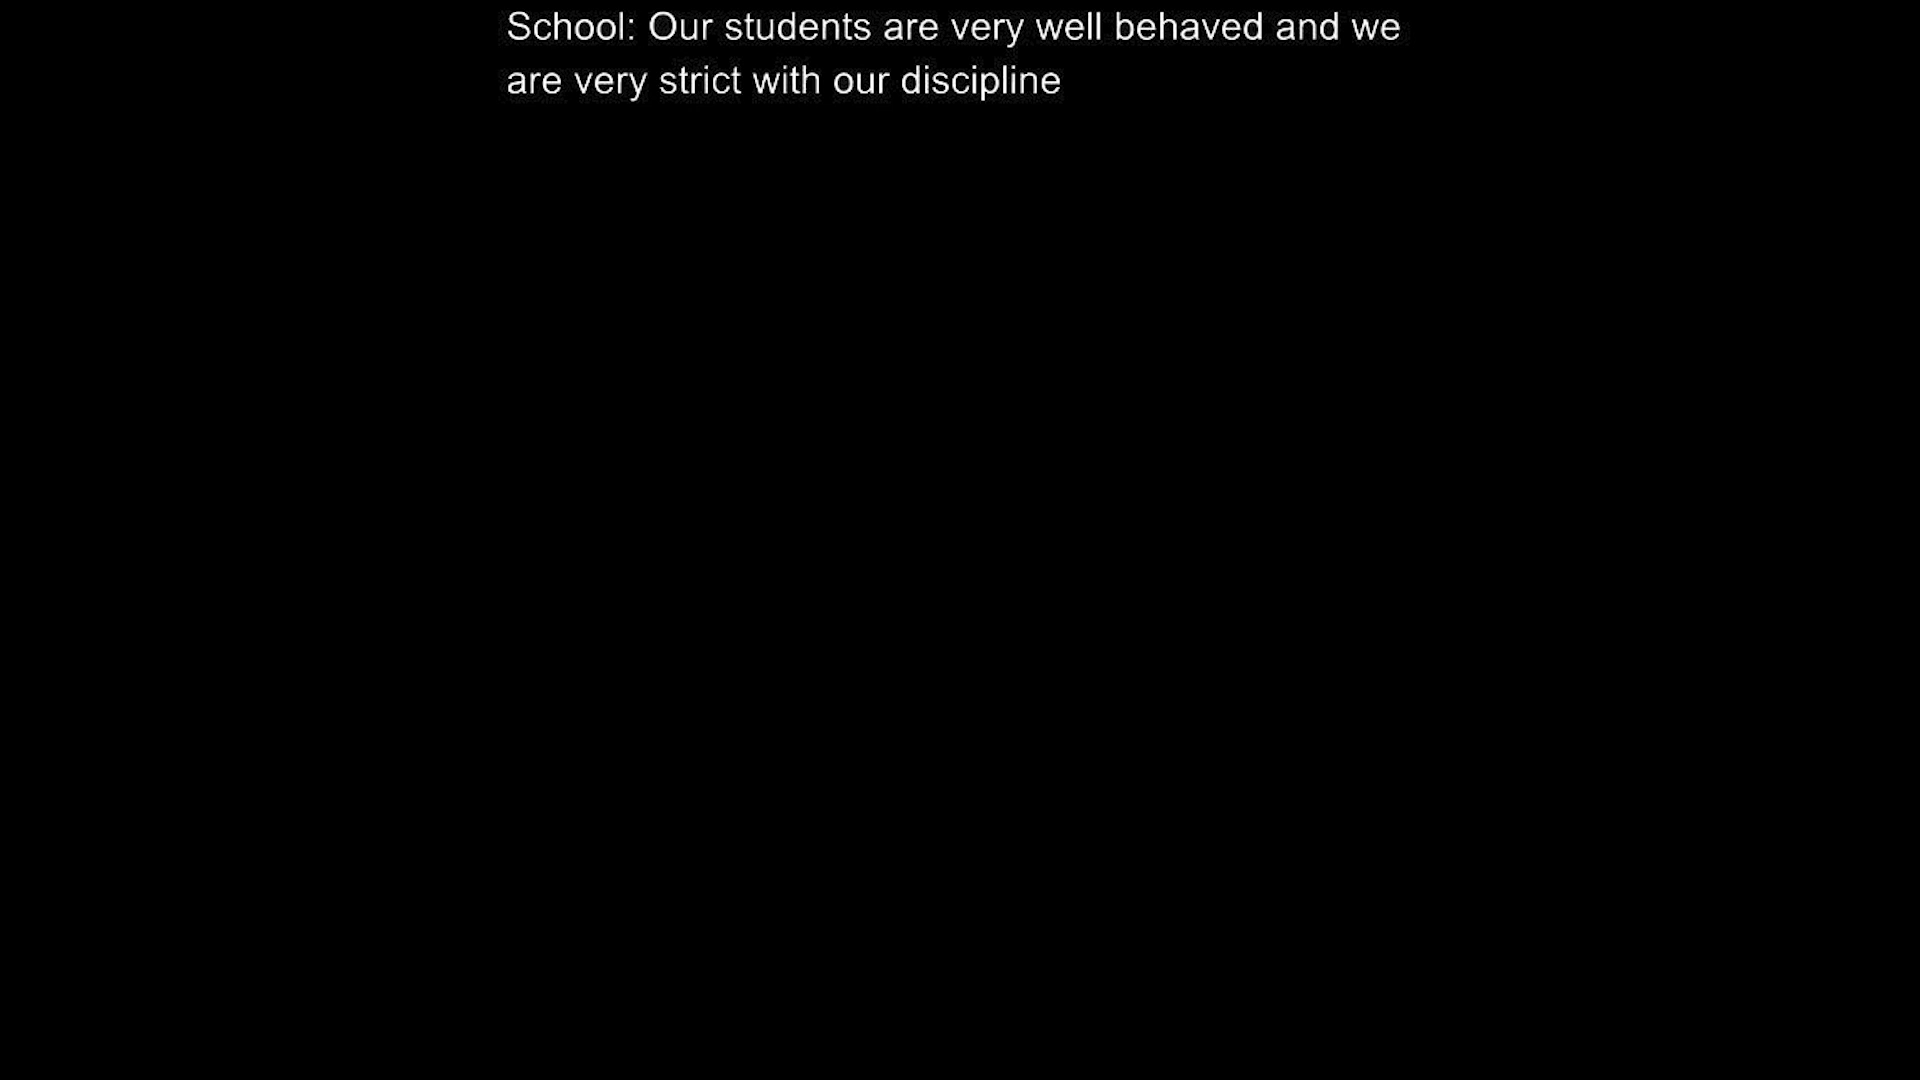 School: Our students are very well behaved and we
are very strict with our discipline